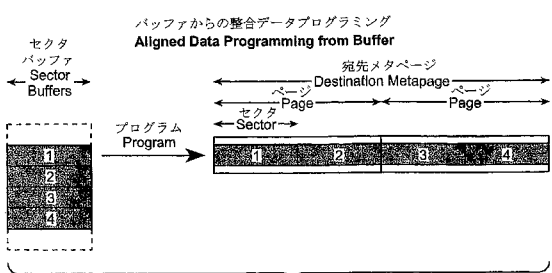 バッファからの整合データプログラミング
Aligned Data Programming from Buffer
セクタ
バッファ
Sector
Buffers
宛先メタページ
Destination Metapage
ページ
Page
ページ
Page
セクタ
Sector
プログラム
Program
1
2
3
4
1
2
3
4